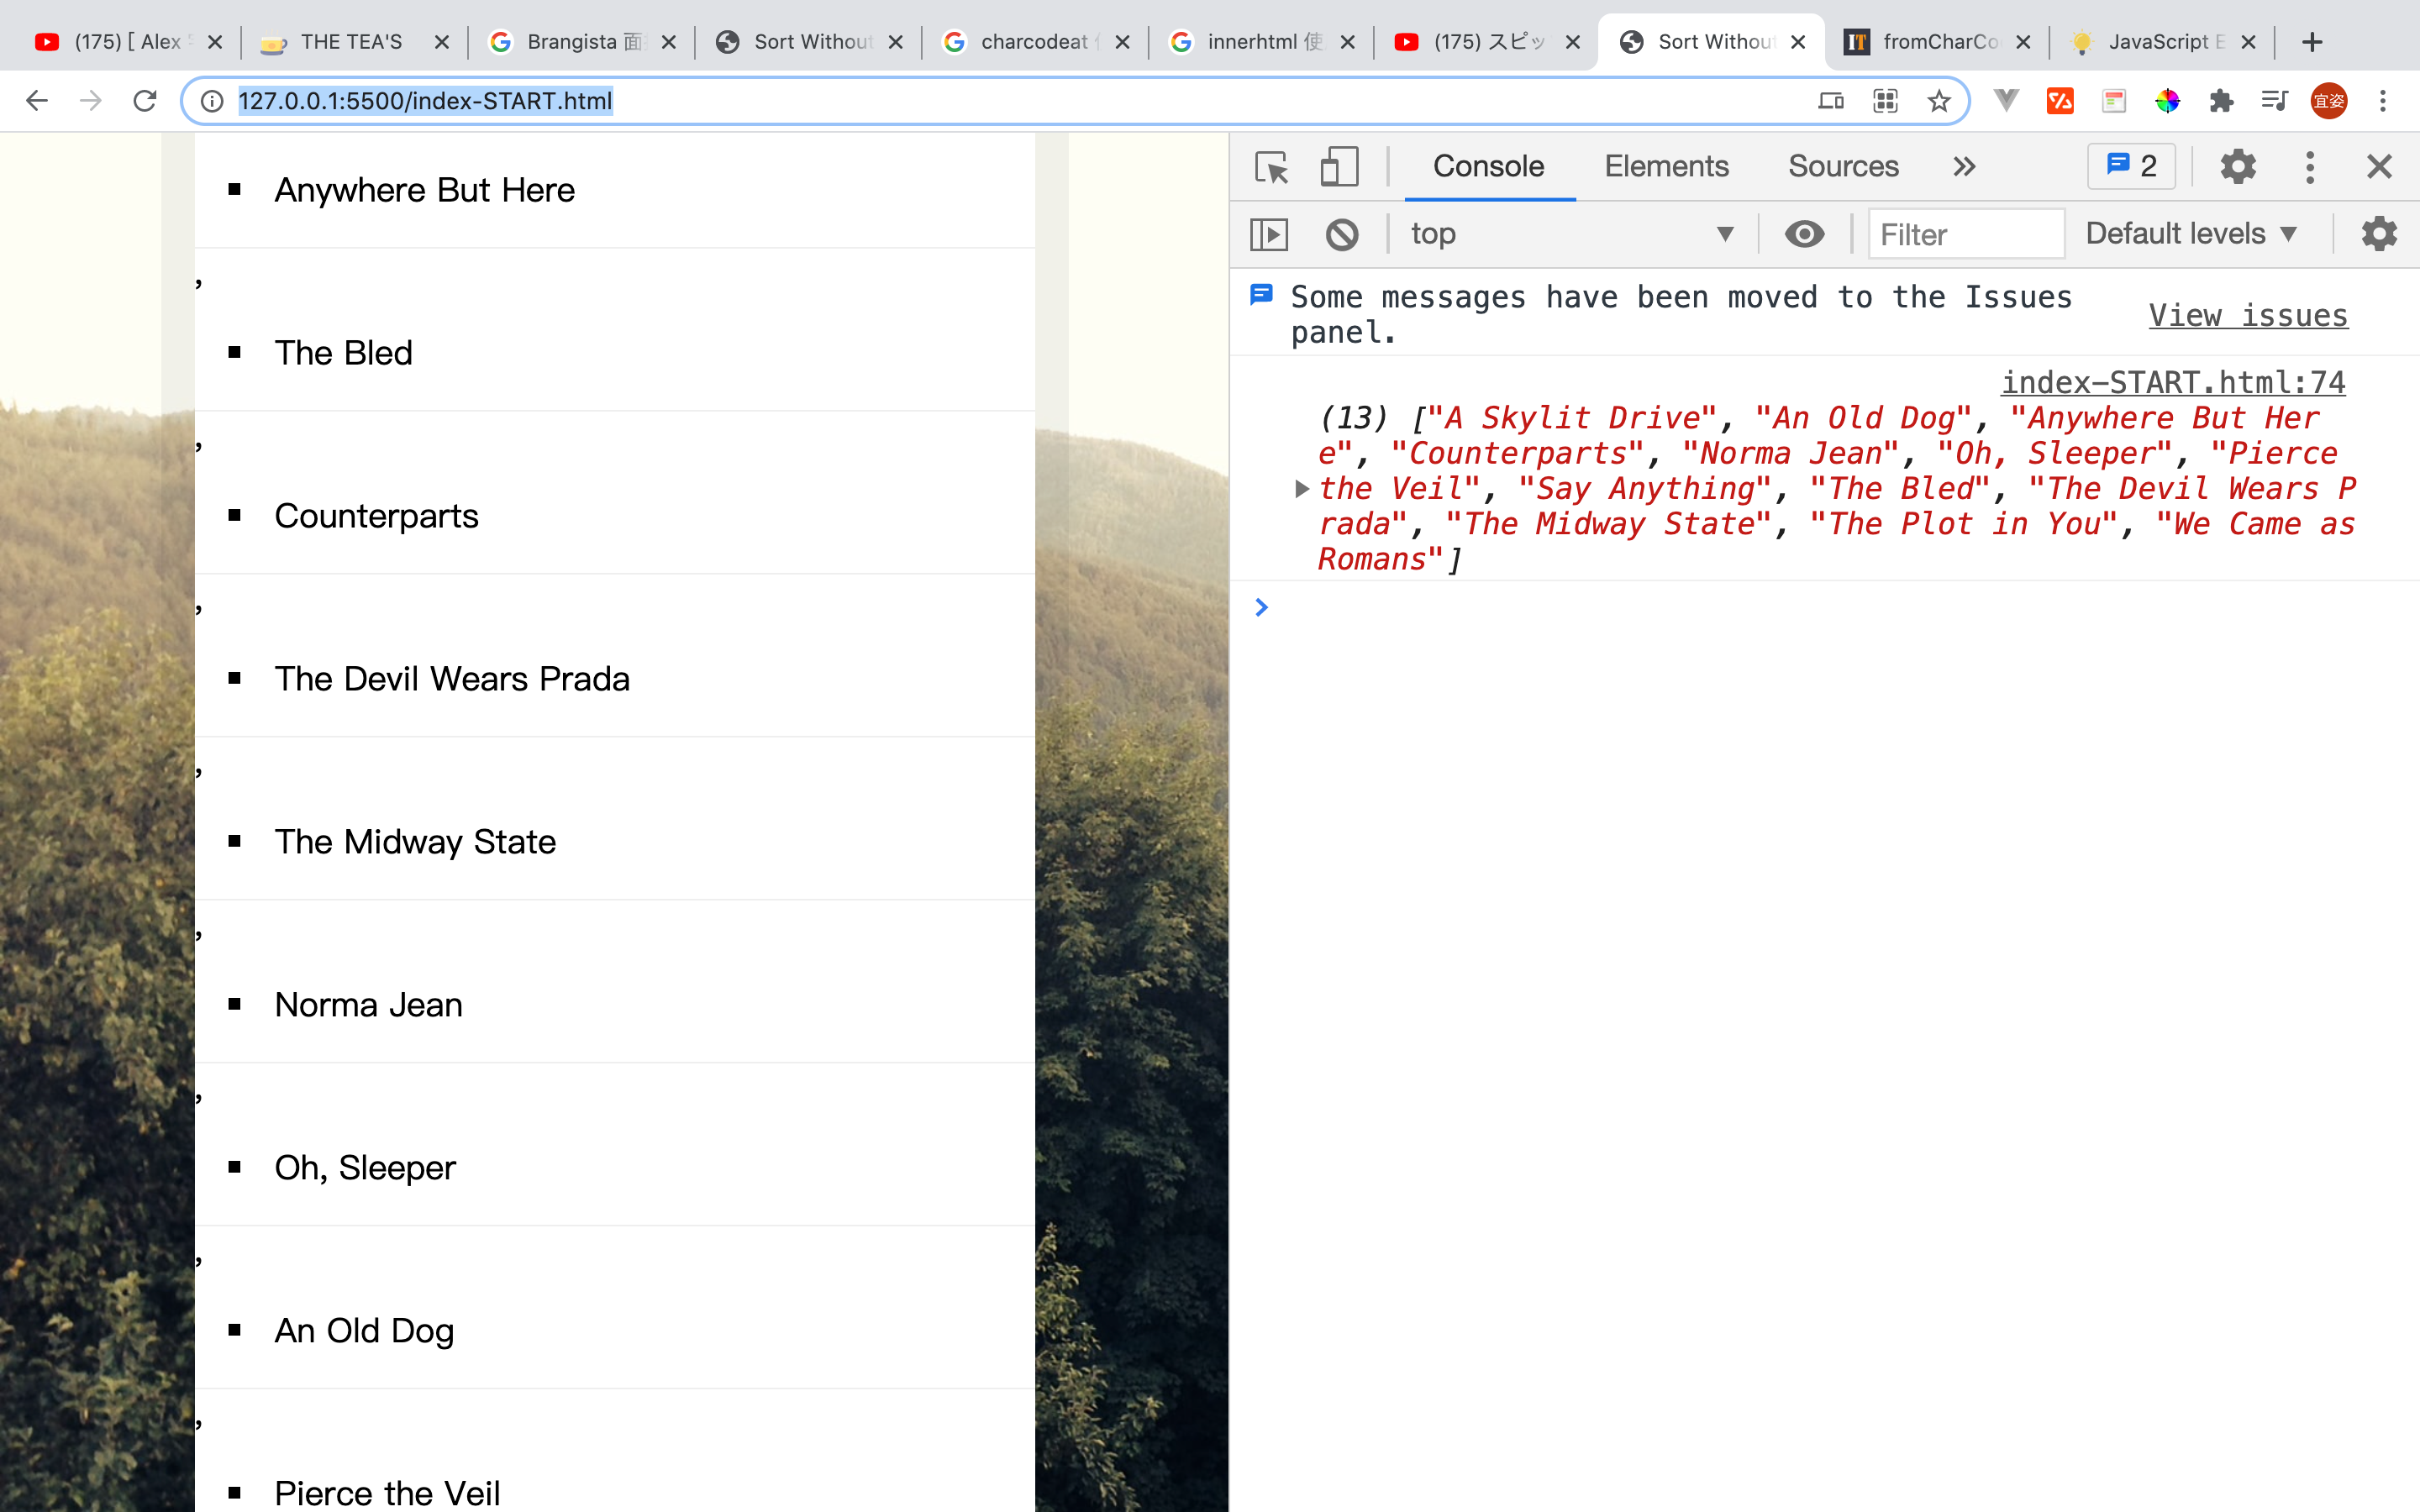 (175) [ Alex
THE TEA'S
Brangista 面
Sort Without
charcodeat
innerhtml 使
(175) スピッ
Sort Without
fromCharCo
JavaScript E
127.0.0.1:5500/index-START.html
宜姿
Anywhere But Here
,
The Bled
,
Counterparts
,
The Devil Wears Prada
,
The Midway State
,
Norma Jean
,
Oh, Sleeper
,
An Old Dog
,
Pierce the Veil
Console Elements Sources » 2
top Filter Default levels ▼
Some messages have been moved to the Issues
panel.
View issues
index-START.html:74
(13) ["A Skylit Drive", "An Old Dog", "Anywhere But Her
e", "Counterparts", "Norma Jean", "Oh, Sleeper", "Pierce
the Veil", "Say Anything", "The Bled", "The Devil Wears P
rada", "The Midway State", "The Plot in You", "We Came as
Romans"]